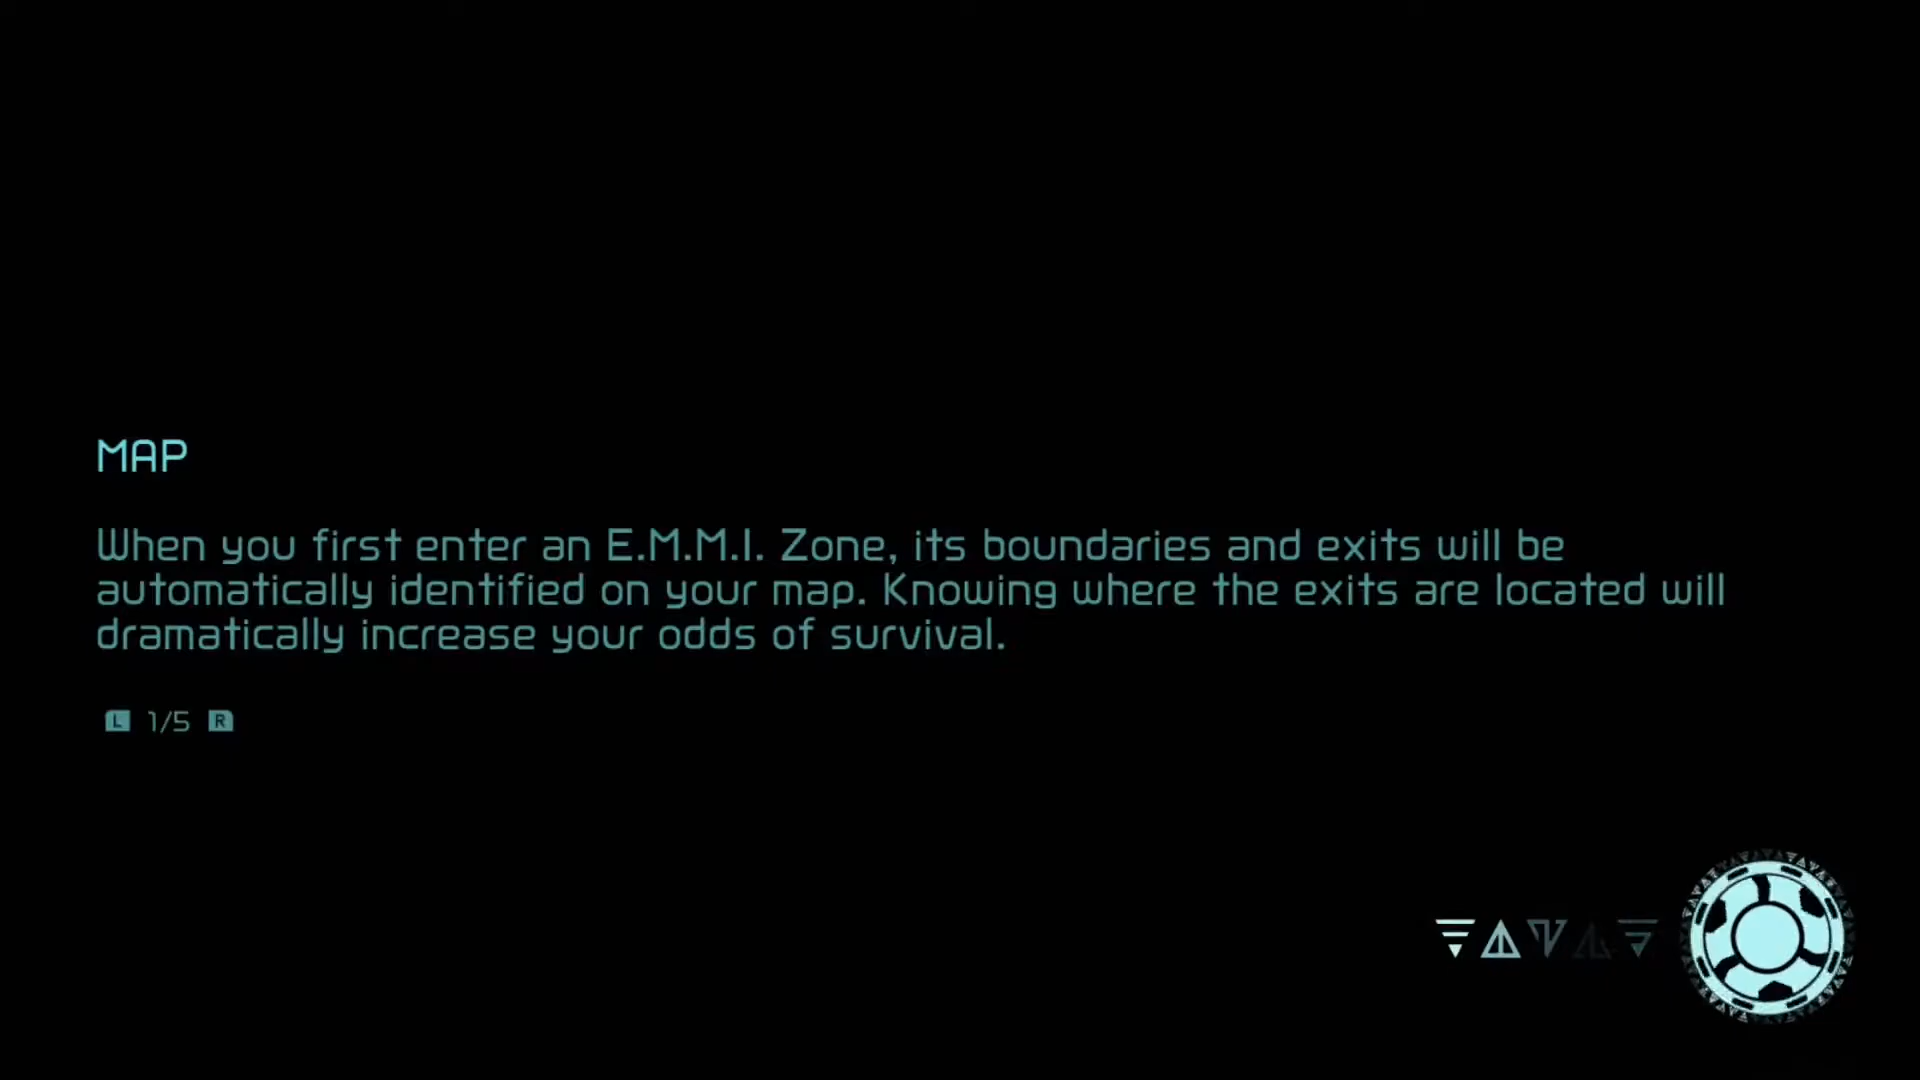 MAP
When you first enter an E.M.M.I. Zone, its boundaries and exits will be
automatically identified on your map. Knowing where the exits are located will
dramatically increase your odds of survival.
L 1/5 R